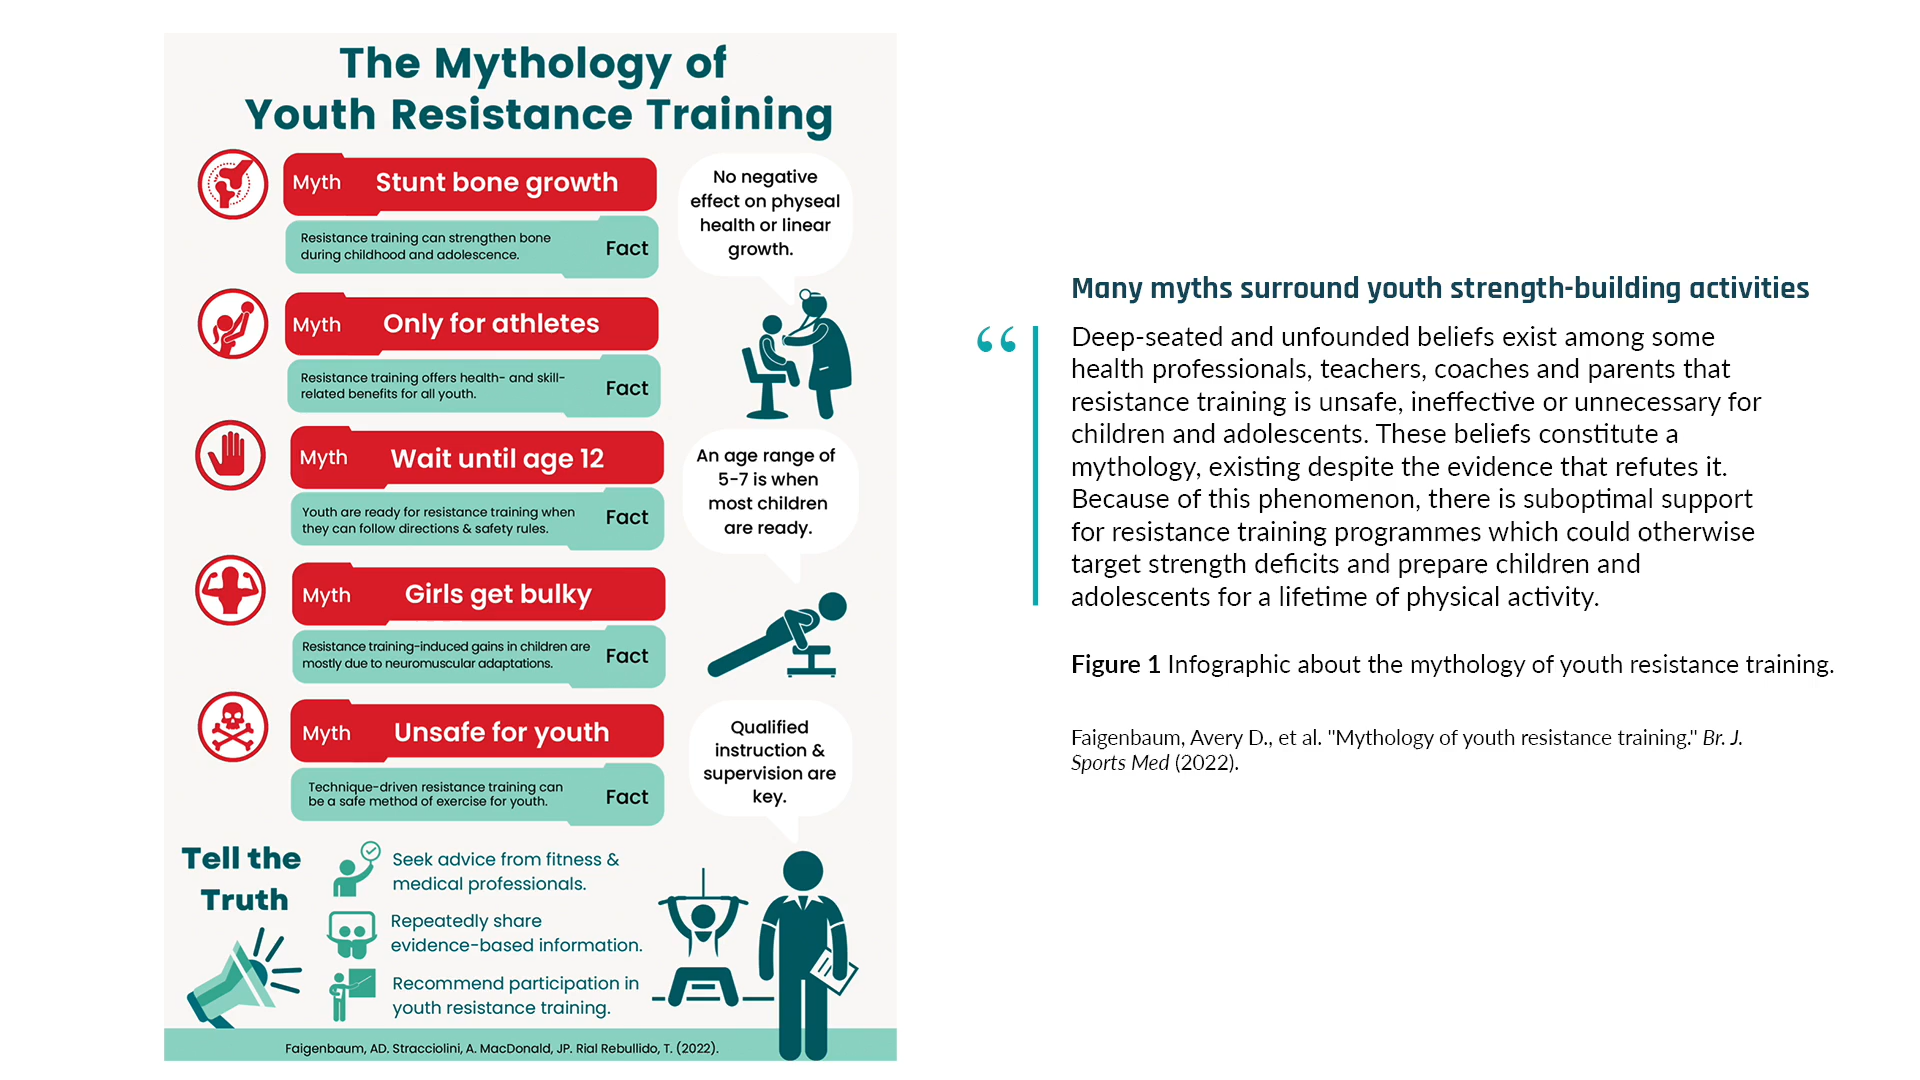 The Mythology of
Youth Resistance Training
Myth
Stunt bone growth
Resistance training can strengthen bone
during childhood and adolescence.
Fact
No negative
effect on physeal
health or linear
growth.
Myth
Only for athletes
Resistance training offers health- and skill-
related benefits for all youth.
Fact
Myth
Wait until age 12
Youth are ready for resistance training when
they can follow directions & safety rules.
Fact
An age range of
5-7 is when
most children
are ready.
Myth
Girls get bulky
Resistance training-induced gains in children are
mostly due to neuromuscular adaptations.
Fact
Myth
Unsafe for youth
Technique-driven resistance training can
be a safe method of exercise for youth.
Fact
Qualified
instruction &
supervision are
key.
Tell the
Truth
Seek advice from fitness &
medical professionals.
Repeatedly share
evidence-based information.
Recommend participation in
youth resistance training.
Faigenbaum, AD. Stracciolini, A. MacDonald, JP. Rial Rebullido, T. (2022).
Many myths surround youth strength-building activities
“
Deep-seated and unfounded beliefs exist among some
health professionals, teachers, coaches and parents that
resistance training is unsafe, ineffective or unnecessary for
children and adolescents. These beliefs constitute a
mythology, existing despite the evidence that refutes it.
Because of this phenomenon, there is suboptimal support
for resistance training programmes which could otherwise
target strength deficits and prepare children and
adolescents for a lifetime of physical activity.
Figure 1 Infographic about the mythology of youth resistance training.
Faigenbaum, Avery D., et al. "Mythology of youth resistance training." Br. J.
Sports Med (2022).